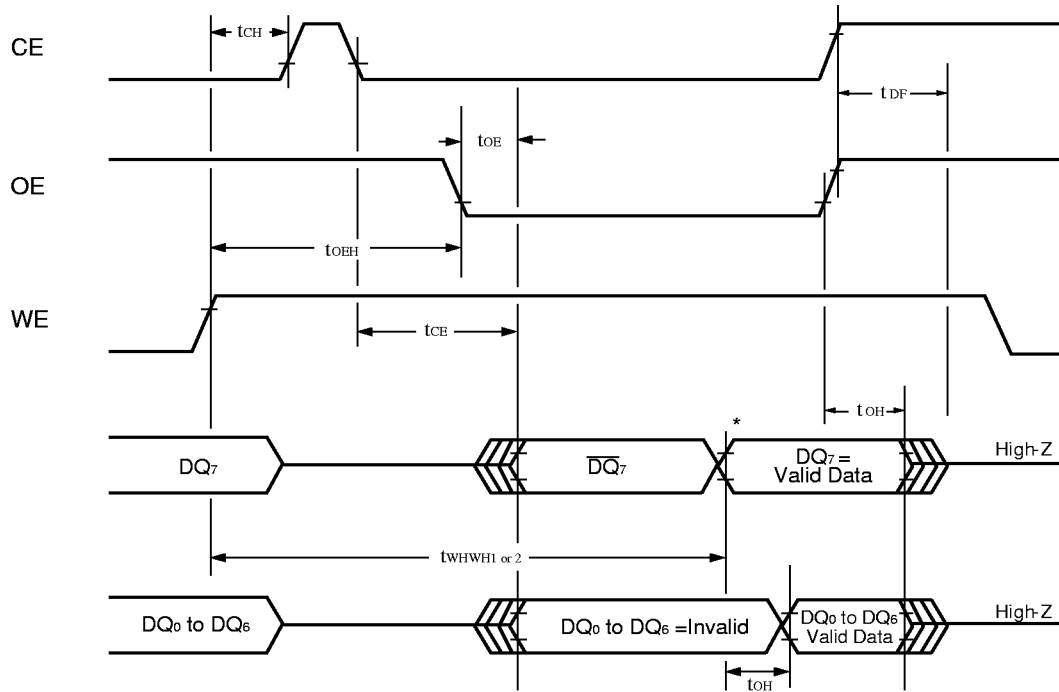 CE
tCH
tDF
tOE
OE
tOEH
WE
tCE
tOH
*
DQ7
D̅Q̅7
DQ7 =
Valid Data
High-Z
tWHWH1 or 2
DQ0 to DQ6
DQ0 to DQ6 =Invalid
DQ0 to DQ6
Valid Data
High-Z
tOH